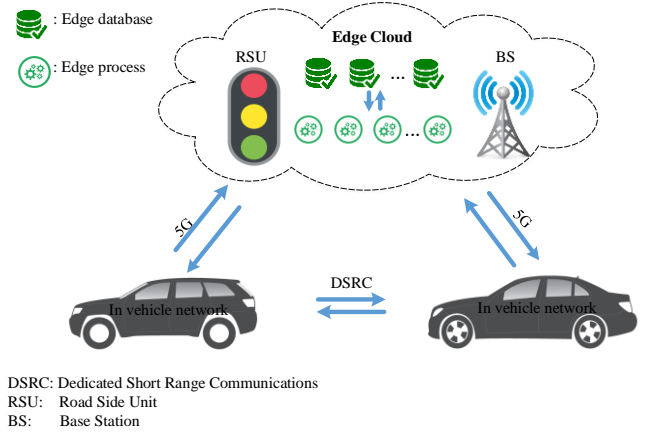 : Edge database
: Edge process
Edge Cloud
RSU
BS
...
...
5G
5G
In vehicle network
DSRC
In vehicle network
DSRC: Dedicated Short Range Communications
RSU: Road Side Unit
BS: Base Station